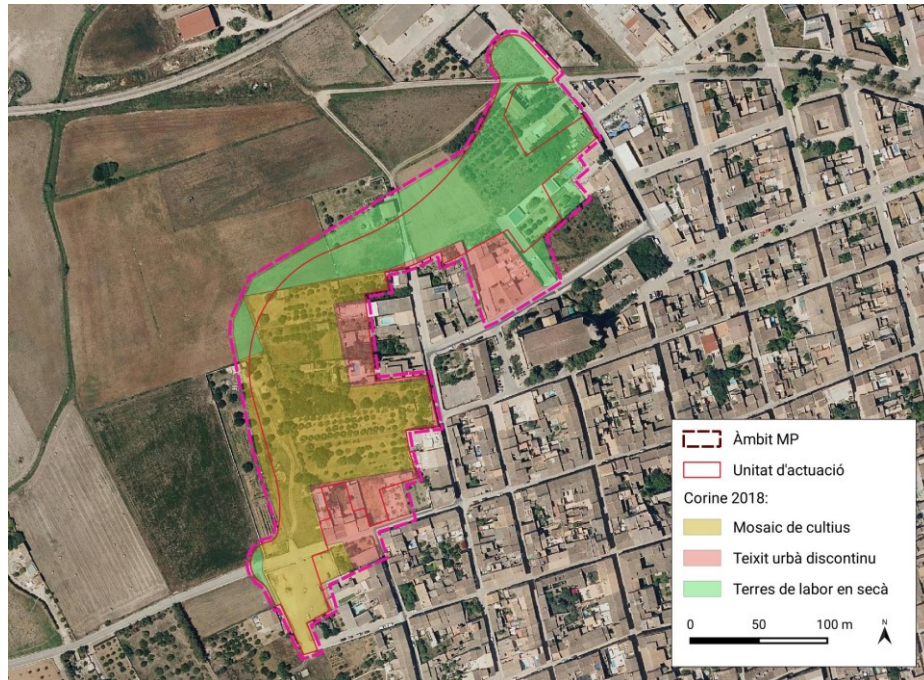 Àmbit MP
Unitat d'actuació
Corine 2018:
Mosaic de cultius
Teixit urbà discontinu
Terres de labor en secà
0 50 100 m
N